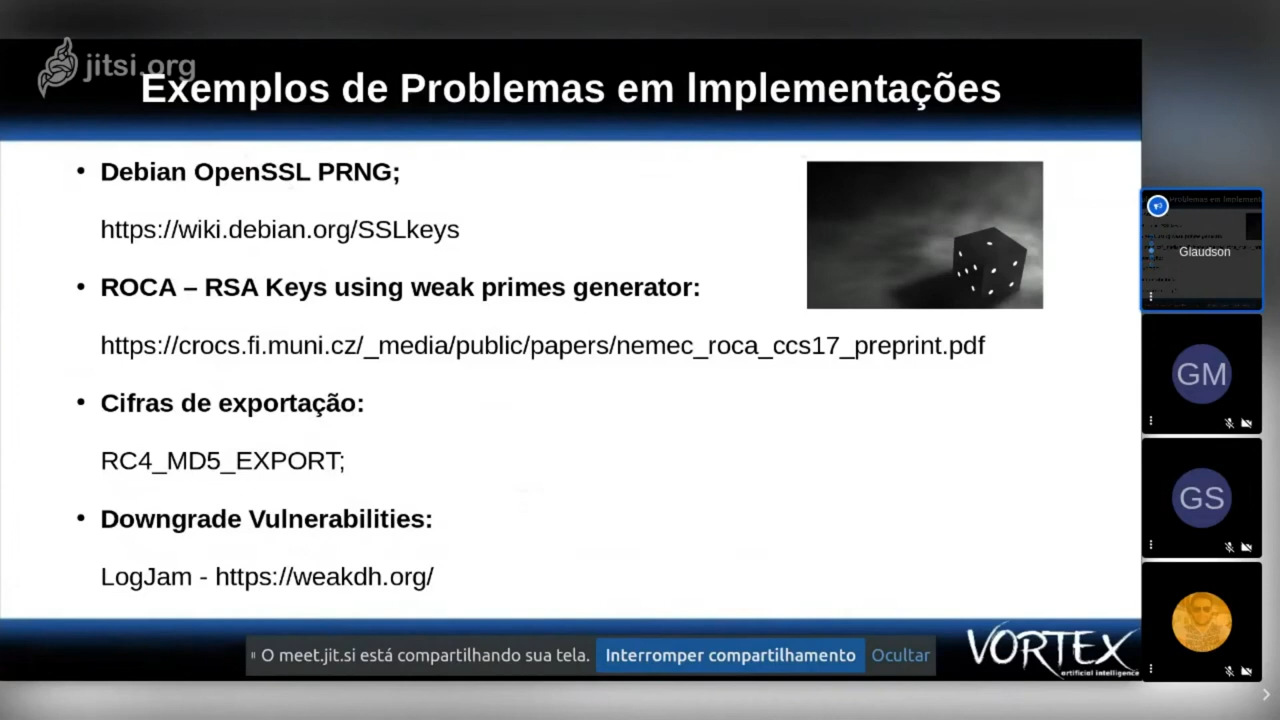 jitsi.org
Exemplos de Problemas em Implementações
• Debian OpenSSL PRNG;
https://wiki.debian.org/SSLkeys
• ROCA – RSA Keys using weak primes generator:
https://crocs.fi.muni.cz/_media/public/papers/nemec_roca_ccs17_preprint.pdf
• Cifras de exportação:
RC4_MD5_EXPORT;
• Downgrade Vulnerabilities:
LogJam - https://weakdh.org/
O meet.jit.si está compartilhando sua tela. Interromper compartilhamento Ocultar
VORTEX
artificial intelligence
Glaudson
GM
GS